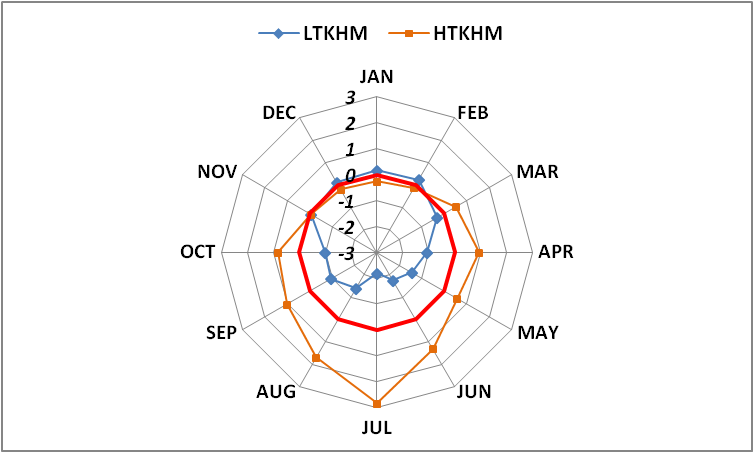 LTKHM HTKHM
JAN
FEB
MAR
APR
MAY
JUN
JUL
AUG
SEP
OCT
NOV
DEC
3
2
1
0
-1
-2
-3